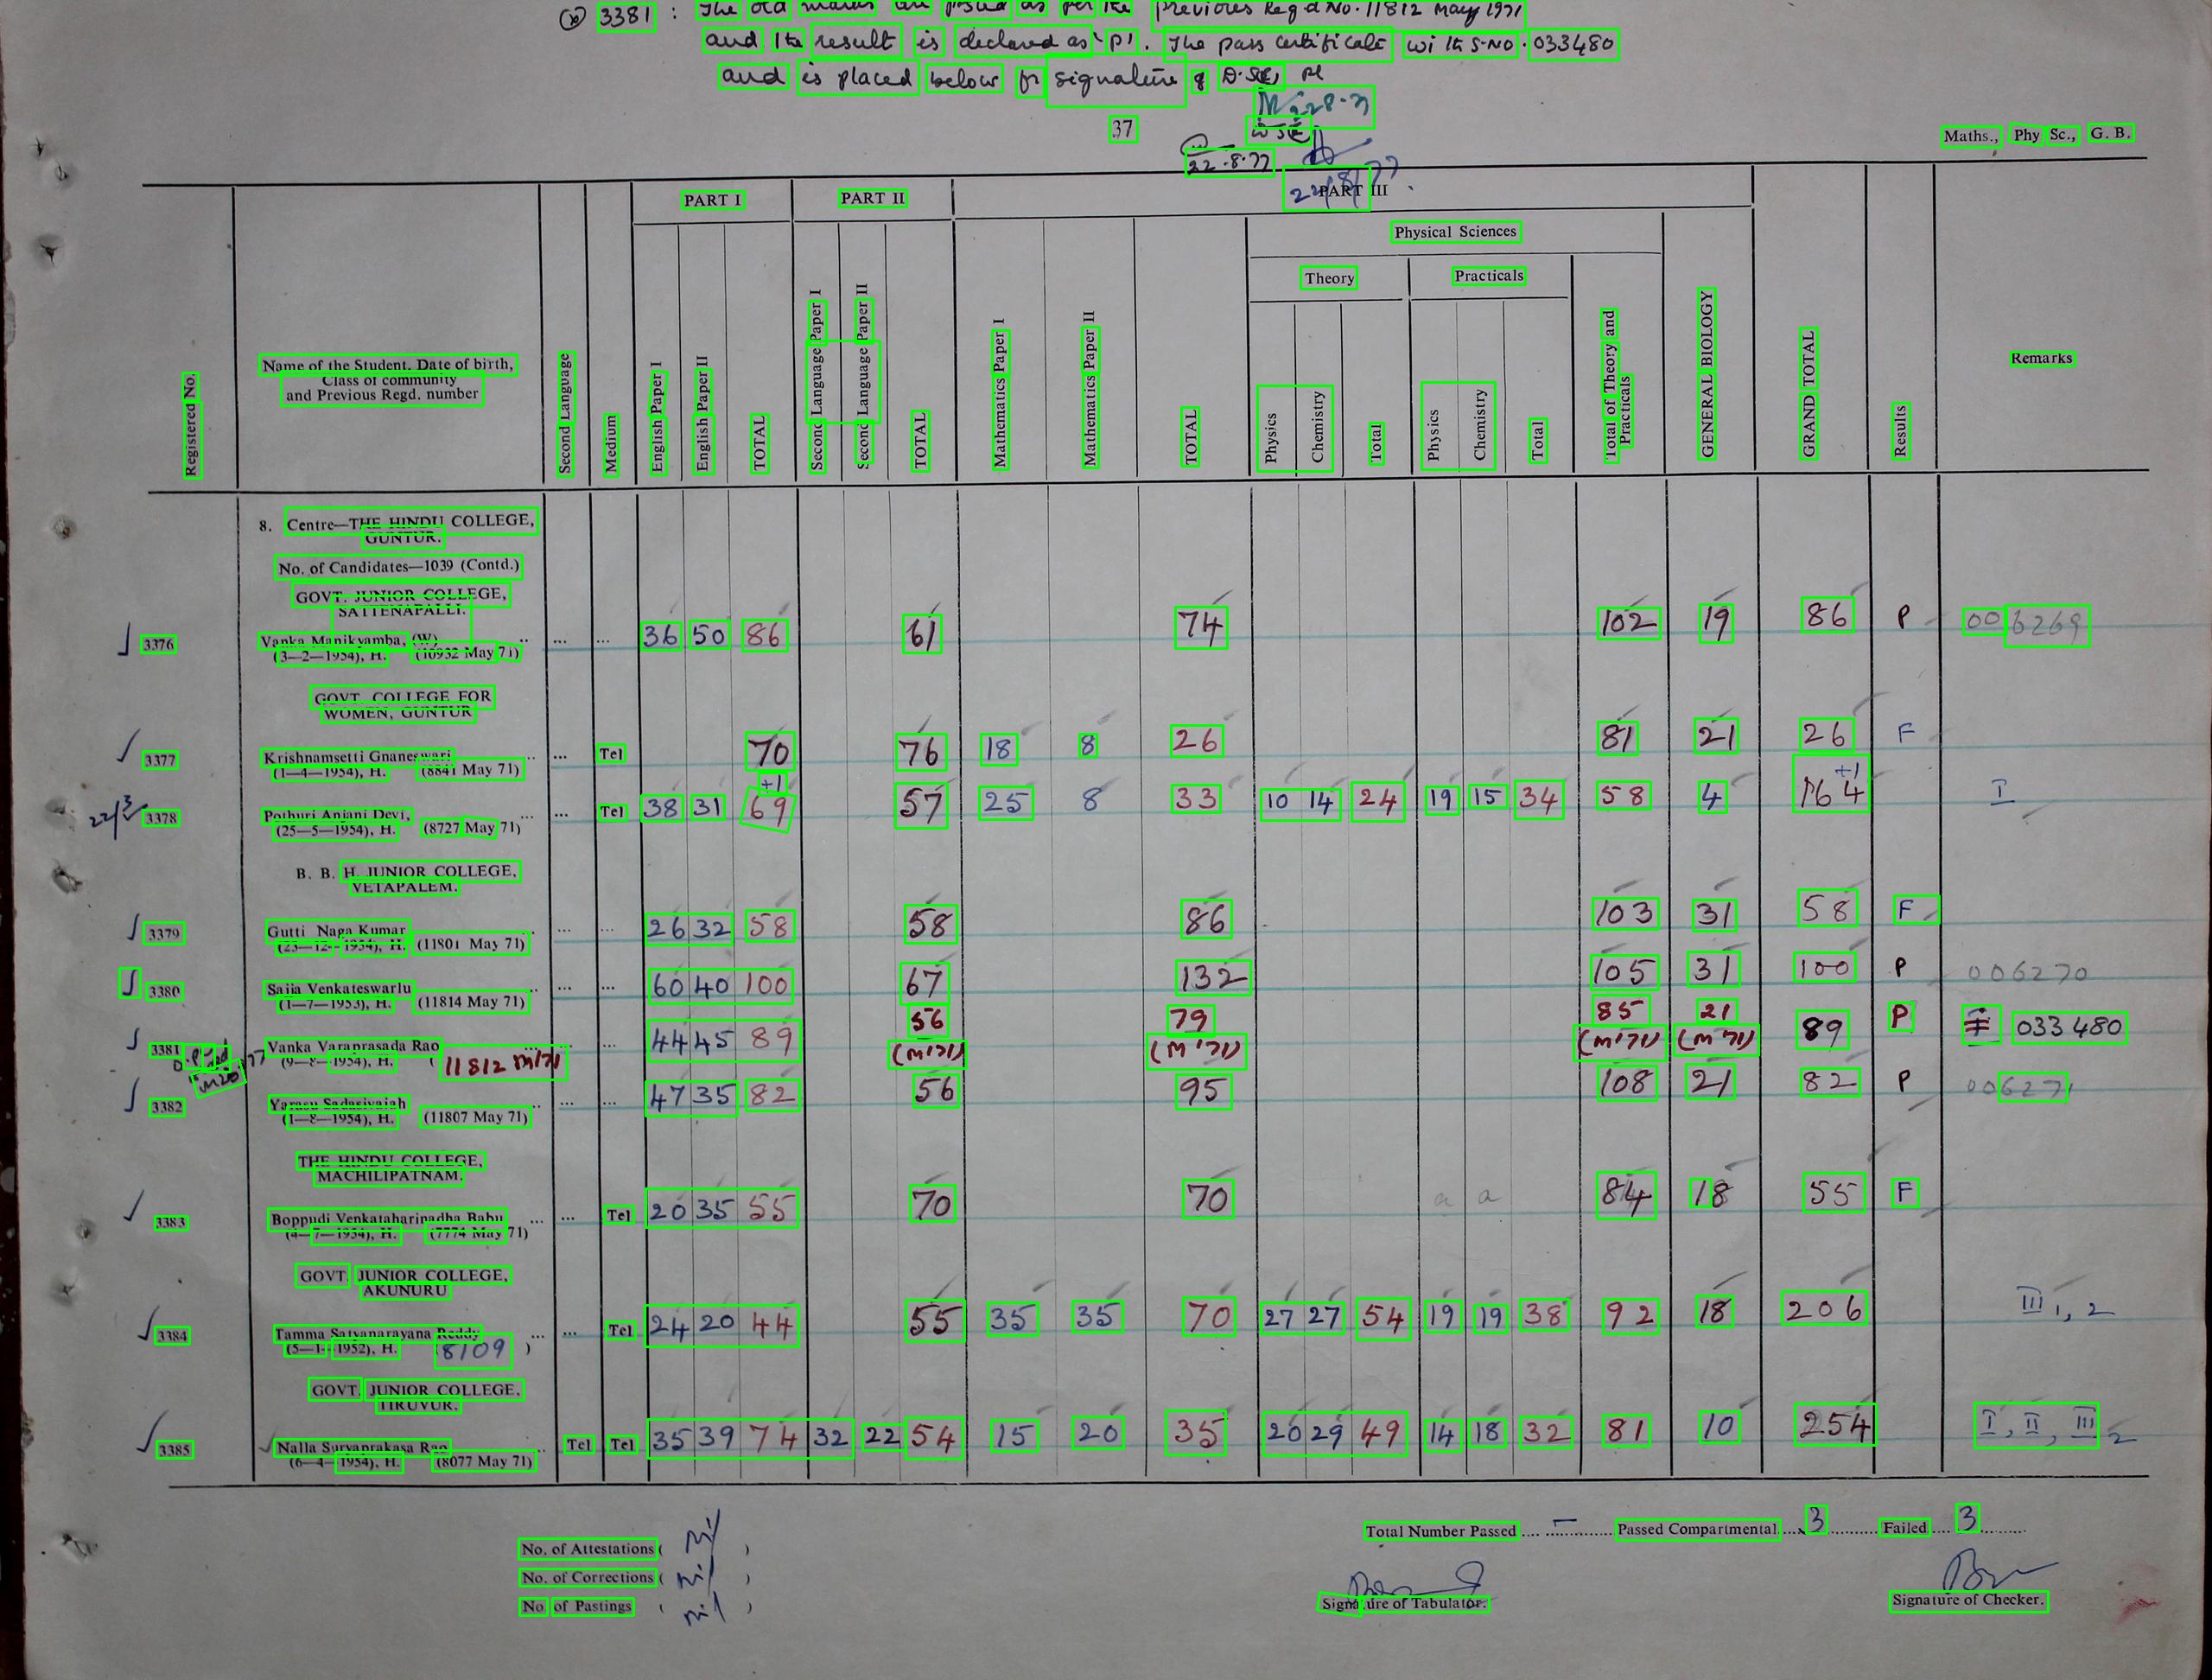 (x) 3381 : The old marks are posted as per the previous Regd No. 11812 May 1971
and the result is declared as 'P'. The pass certificate with S.No. 033480
and is placed below for signature of D.S(E) pl
37
22.8.77
22/8/77
Maths., Phy Sc., G. B.
PART I PART II PART III
Physical Sciences
Theory Practicals
Registered No.
Name of the Student. Date of birth,
Class of community
and Previous Regd. number
Second Language
Medium
English Paper I
English Paper II
TOTAL
Second Language Paper I
Second Language Paper II
TOTAL
Mathematics Paper I
Mathematics Paper II
TOTAL
Physics
Chemistry
Total
Physics
Chemistry
Total
Total of Theory and Practicals
GENERAL BIOLOGY
GRAND TOTAL
Results
Remarks
8. Centre—THE HINDU COLLEGE,
GUNTUR.
No. of Candidates—1039 (Contd.)
GOVT. JUNIOR COLLEGE,
SATTENAPALLI.
3376 Vanka Manikyamba, (W) .. ... ... 36 50 86 61 74 102 19 86 P 006269
(3—2—1954), H. (10932 May 71)
GOVT. COLLEGE FOR
WOMEN, GUNTUR
3377 Krishnamsetti Gnaneswari .. ... Tel 70 76 18 8 26 81 21 26 F
(1—4—1954), H. (8841 May 71)
+1 +1
22/3 3378 Pothuri Anjani Devi, ... ... Tel 38 31 69 57 25 8 33 10 14 24 19 15 34 58 4 164 I
(25—5—1954), H. (8727 May 71)
B. B. H. JUNIOR COLLEGE,
VETAPALEM.
3379 Gutti Naga Kumar .. ... ... 26 32 58 58 86 103 31 58 F
(23—12—1954), H. (11801 May 71)
3380 Sajja Venkateswarlu .. ... ... 60 40 100 67 132 105 31 100 P 006270
(1—7—1953), H. (11814 May 71)
3381 Vanka Varaprasada Rao ... ... 44 45 89 56 (M'71) 79 (M'71) 85 (M'71) 21 (M'71) 89 P 033480
(9—8—1954), H. (11812 M/71
3382 Yarasu Sadasivaiah .. ... ... 47 35 82 56 95 108 21 82 P 006271
(1—8—1954), H. (11807 May 71)
THE HINDU COLLEGE,
MACHILIPATNAM.
3383 Boppudi Venkataharinadha Babu ... ... Tel 20 35 55 70 70 a a 84 18 55 F
(4—7—1954), H. (7774 May 71)
GOVT. JUNIOR COLLEGE,
AKUNURU
3384 Tamma Satyanarayana Reddy ... ... Tel 24 20 44 55 35 35 70 27 27 54 19 19 38 92 18 206 III 1, 2
(5—1—1952), H. (8109 )
GOVT. JUNIOR COLLEGE,
TIRUVUR.
3385 Nalla Suryaprakasa Rao ... Tel Tel 35 39 74 32 22 54 15 20 35 20 29 49 14 18 32 81 10 254 I, II, III 2
(6—4—1954), H. (8077 May 71)
Total Number Passed .... — .......... Passed Compartmental .... 3 .......... Failed .... 3 ..........
No. of Attestations ( Nil )
No. of Corrections ( Nil )
No of Pastings ( Nil )
Signature of Tabulator.
Signature of Checker.